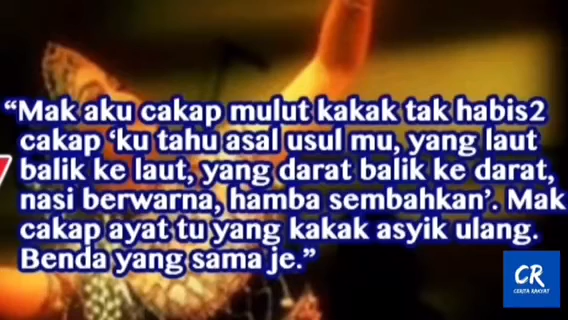 “Mak aku cakap mulut kakak tak habis2
cakap ‘ku tahu asal usul mu, yang laut
balik ke laut, yang darat balik ke darat,
nasi berwarna, hamba sembahkan’. Mak
cakap ayat tu yang kakak asyik ulang.
Benda yang sama je.”
CR
CERITA RAKYAT